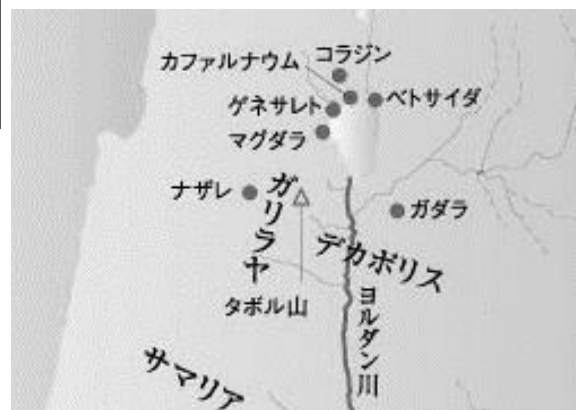 コラジン
カファルナウム
ベトサイダ
ゲネサレト
マグダラ
ナザレ
ガリラヤ
ガダラ
デカポリス
タボル山
ヨルダン川
サマリア